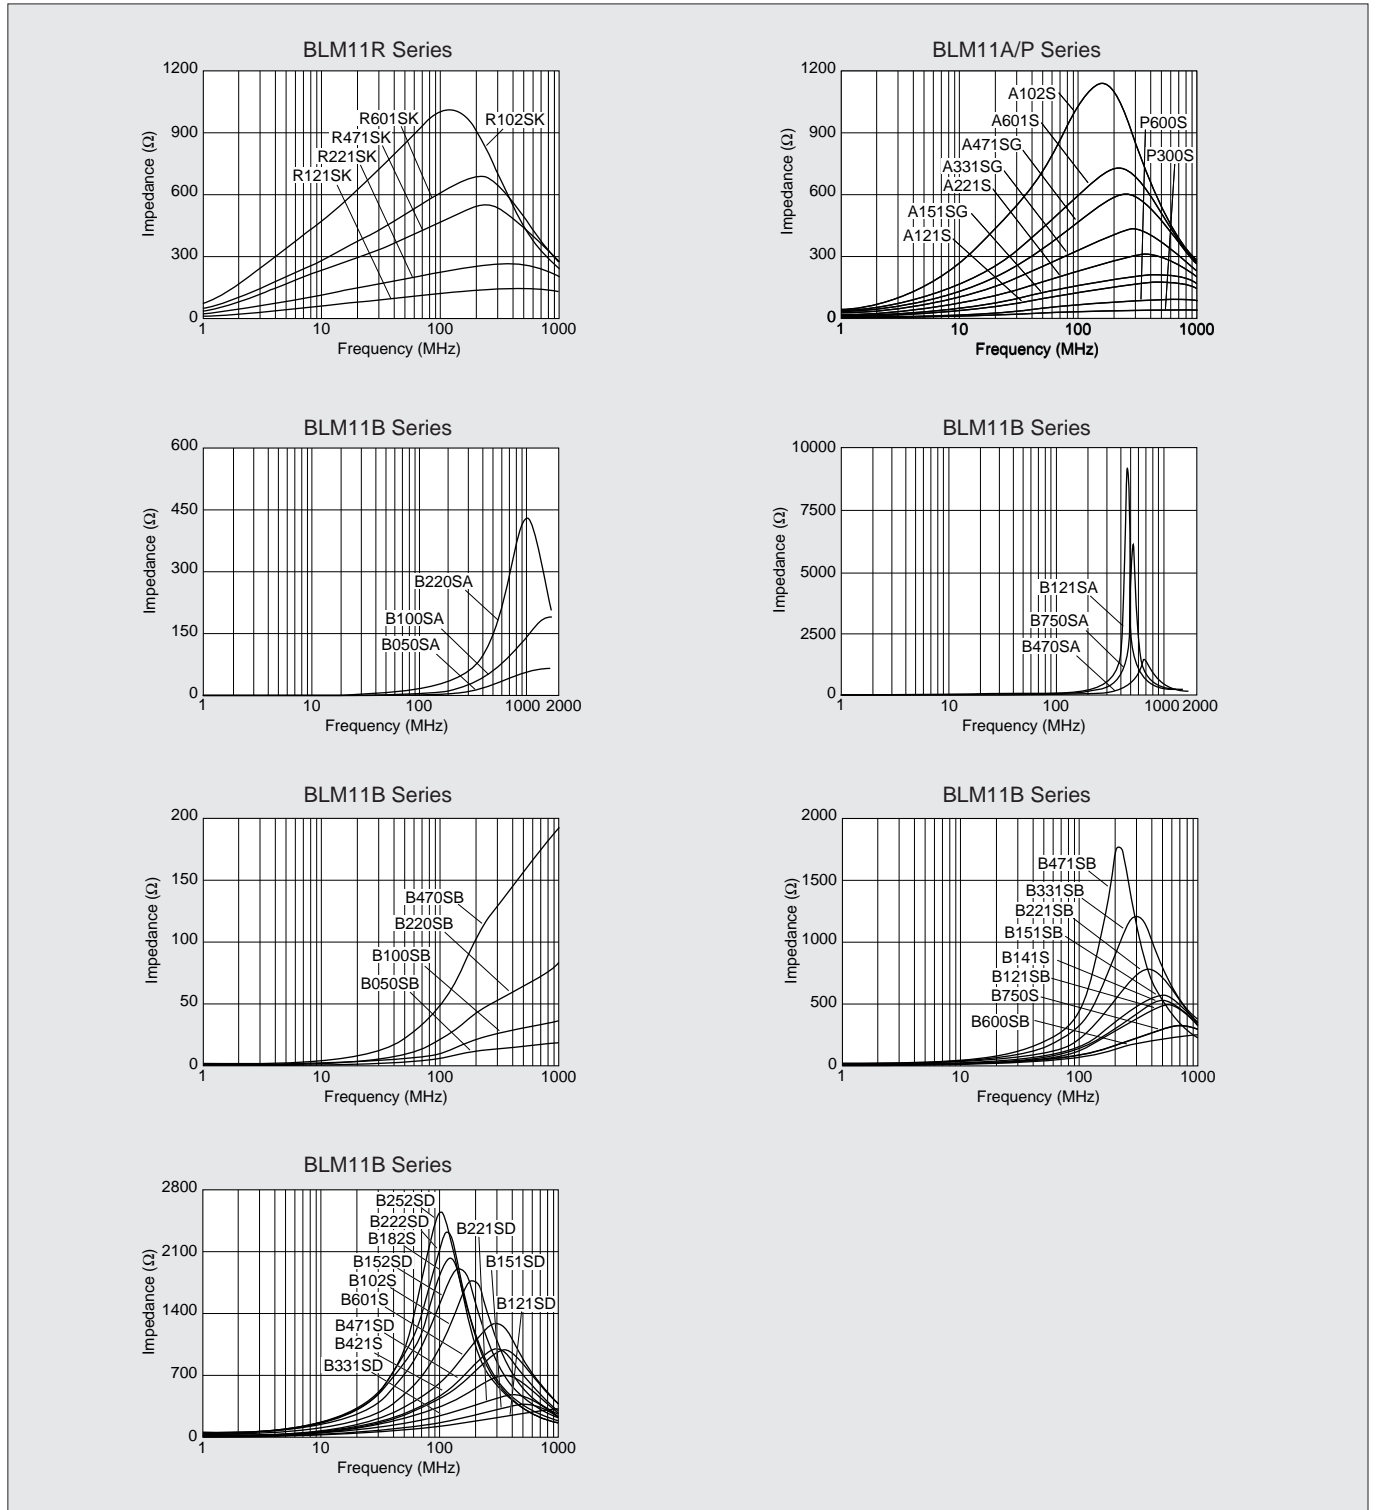 BLM11R Series
1200
900
600
300
0
Impedance (Ω)
R601SK
R471SK
R221SK
R121SK
R102SK
1
10
100
1000
Frequency (MHz)
BLM11A/P Series
1200
900
600
300
0
Impedance (Ω)
A102S
A601S
A471SG
A331SG
A221S
A151SG
A121S
P600S
P300S
1
10
100
1000
Frequency (MHz)
BLM11B Series
600
450
300
150
0
Impedance (Ω)
B220SA
B100SA
B050SA
1
10
100
1000
2000
Frequency (MHz)
BLM11B Series
10000
7500
5000
2500
0
Impedance (Ω)
B121SA
B750SA
B470SA
1
10
100
1000
2000
Frequency (MHz)
BLM11B Series
200
150
100
50
0
Impedance (Ω)
B470SB
B220SB
B100SB
B050SB
1
10
100
1000
Frequency (MHz)
BLM11B Series
2000
1500
1000
500
0
Impedance (Ω)
B471SB
B331SB
B221SB
B151SB
B141S
B121SB
B750S
B600SB
1
10
100
1000
Frequency (MHz)
BLM11B Series
2800
2100
1400
700
0
Impedance (Ω)
B252SD
B222SD
B182S
B152SD
B102S
B601S
B471SD
B421S
B331SD
B221SD
B151SD
B121SD
1
10
100
1000
Frequency (MHz)